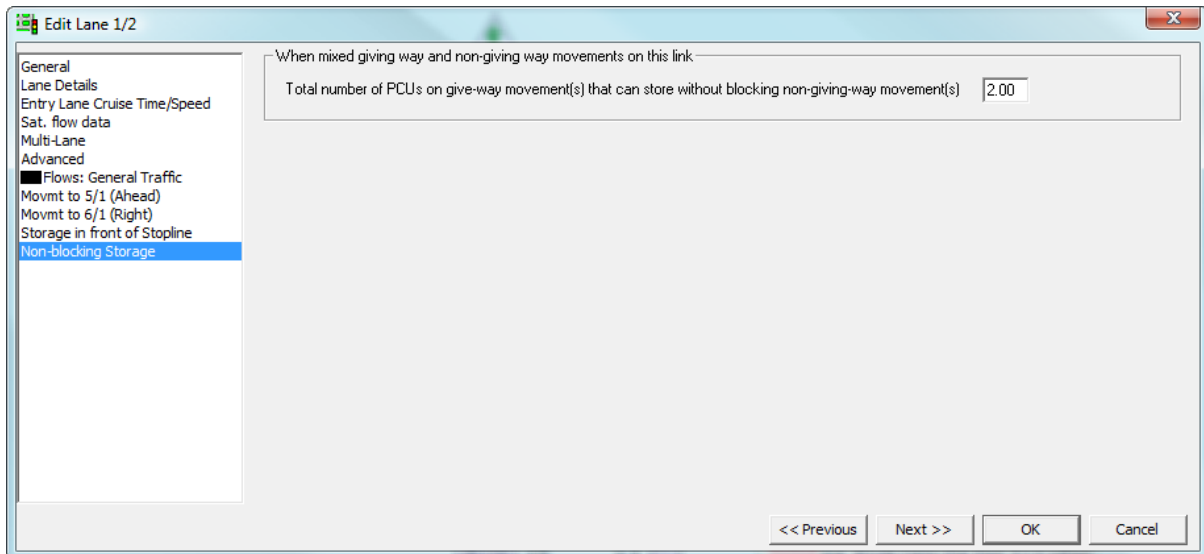 Edit Lane 1/2
General
Lane Details
Entry Lane Cruise Time/Speed
Sat. flow data
Multi-Lane
Advanced
Flows: General Traffic
Movmt to 5/1 (Ahead)
Movmt to 6/1 (Right)
Storage in front of Stopline
Non-blocking Storage
When mixed giving way and non-giving way movements on this link
Total number of PCUs on give-way movement(s) that can store without blocking non-giving-way movement(s) 2.00
<< Previous Next >> OK Cancel